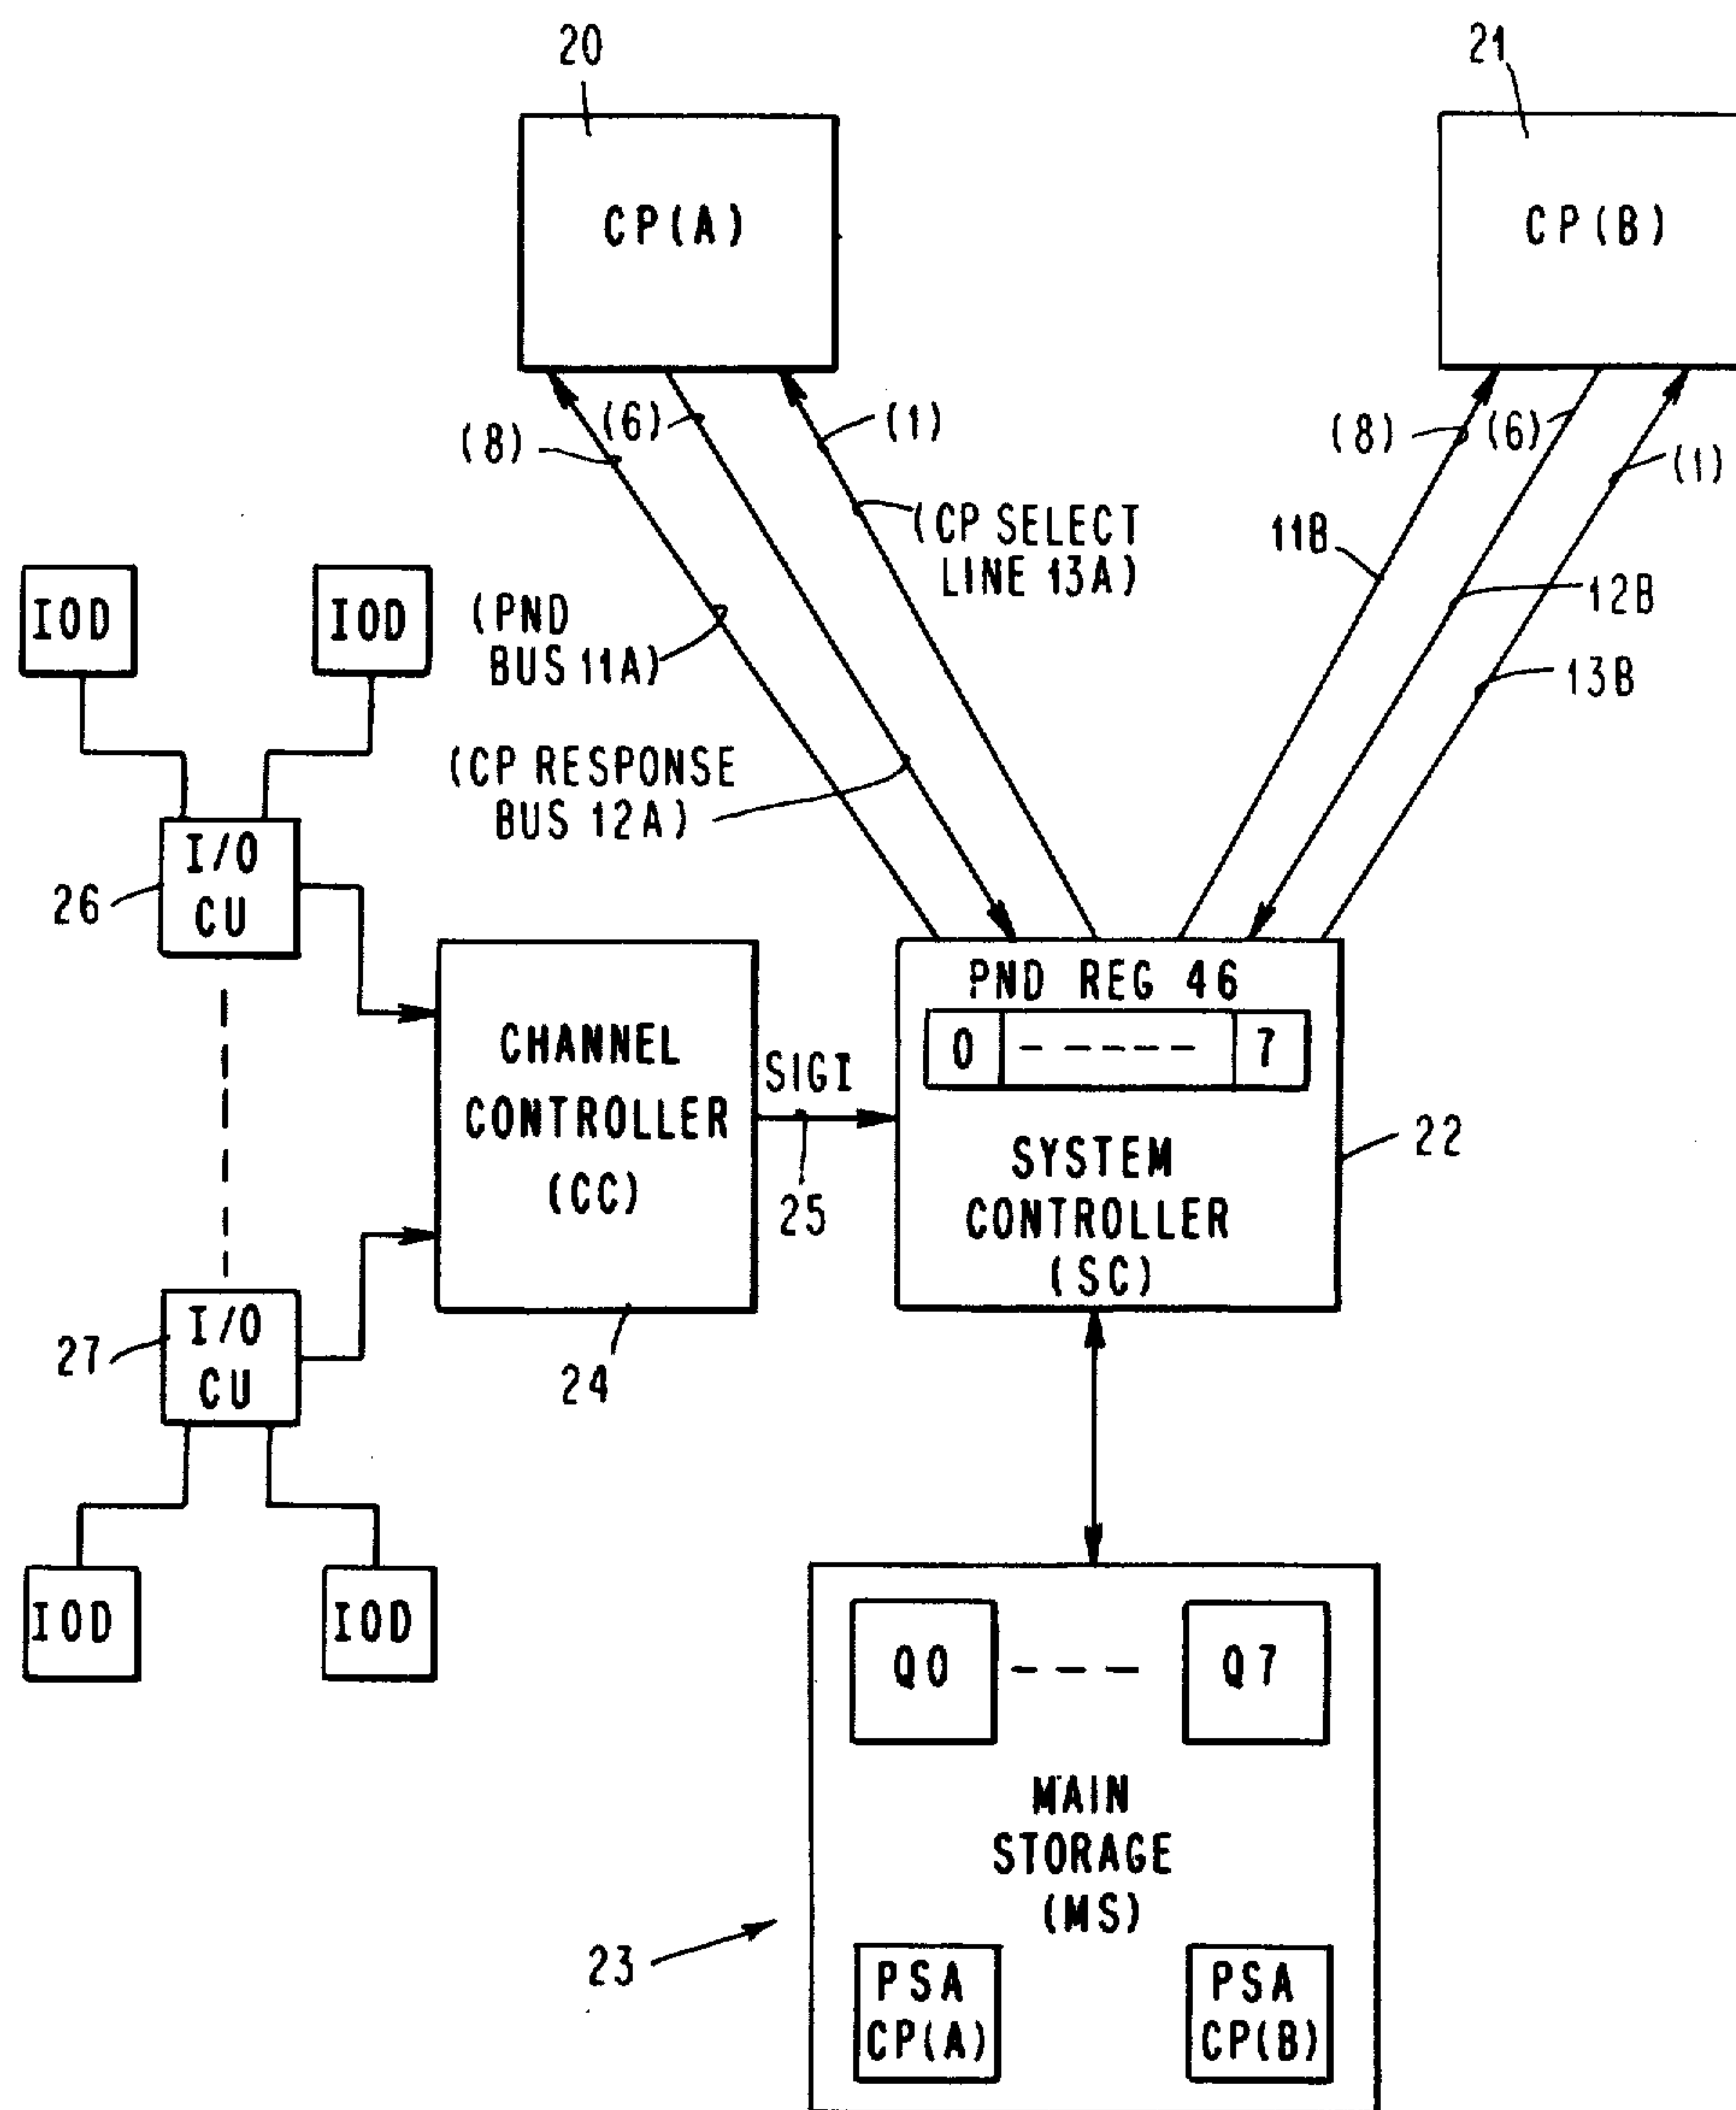 20
21
CP(A)
CP(B)
(8)
(6)
(1)
(8)
(6)
(1)
(CP SELECT
LINE 13A)
11B
12B
13B
IOD
IOD
(PND
BUS 11A)
(CP RESPONSE
BUS 12A)
I/O
CU
26
PND REG 46
0 ----- 7
CHANNEL
CONTROLLER
(CC)
SIGI
25
SYSTEM
CONTROLLER
(SC)
22
I/O
CU
27
24
IOD
IOD
Q0 --- Q7
MAIN
STORAGE
(MS)
23
PSA
CP(A)
PSA
CP(B)